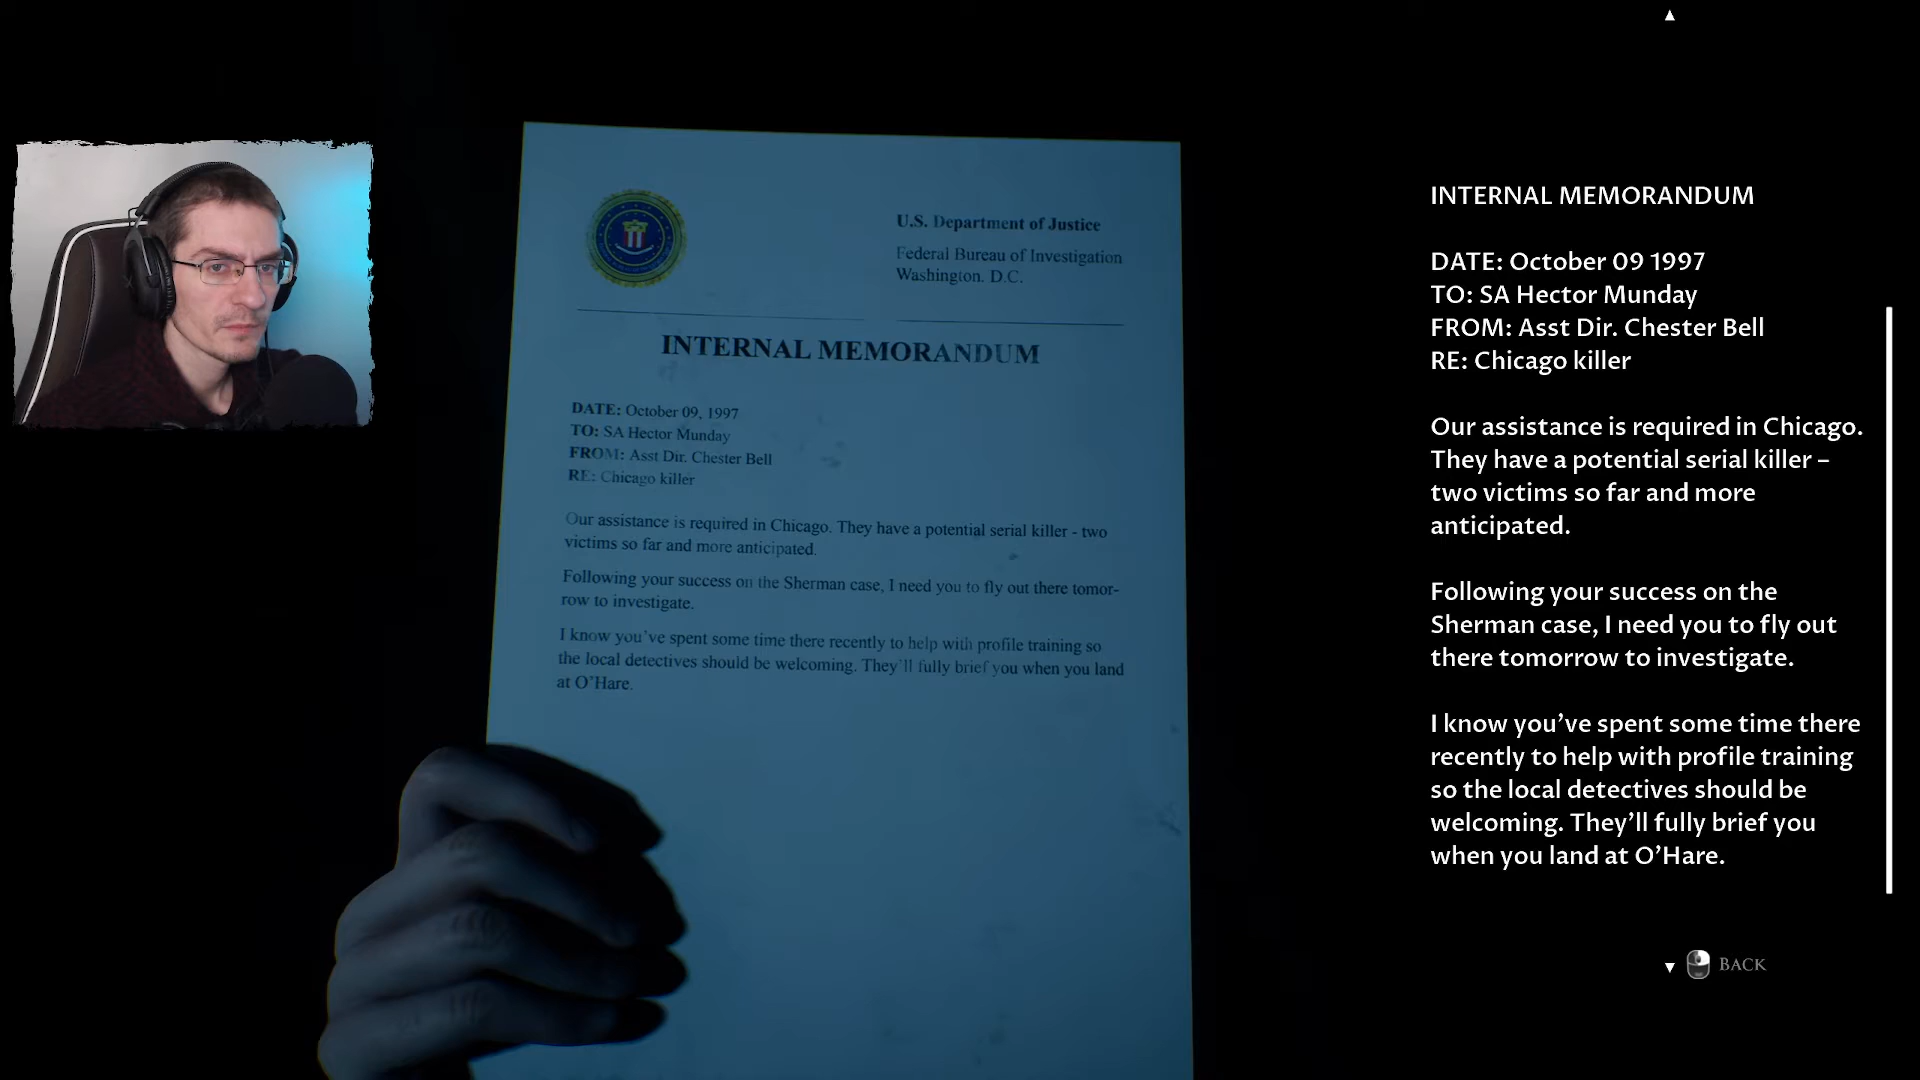 U.S. Department of Justice
Federal Bureau of Investigation
Washington. D.C.
INTERNAL MEMORANDUM
DATE: October 09, 1997
TO: SA Hector Munday
FROM: Asst Dir. Chester Bell
RE: Chicago killer
Our assistance is required in Chicago. They have a potential serial killer - two
victims so far and more anticipated.
Following your success on the Sherman case, I need you to fly out there tomor-
row to investigate.
I know you've spent some time there recently to help with profile training so
the local detectives should be welcoming. They'll fully brief you when you land
at O'Hare.
INTERNAL MEMORANDUM
DATE: October 09 1997
TO: SA Hector Munday
FROM: Asst Dir. Chester Bell
RE: Chicago killer
Our assistance is required in Chicago.
They have a potential serial killer –
two victims so far and more
anticipated.
Following your success on the
Sherman case, I need you to fly out
there tomorrow to investigate.
I know you’ve spent some time there
recently to help with profile training
so the local detectives should be
welcoming. They’ll fully brief you
when you land at O’Hare.
BACK